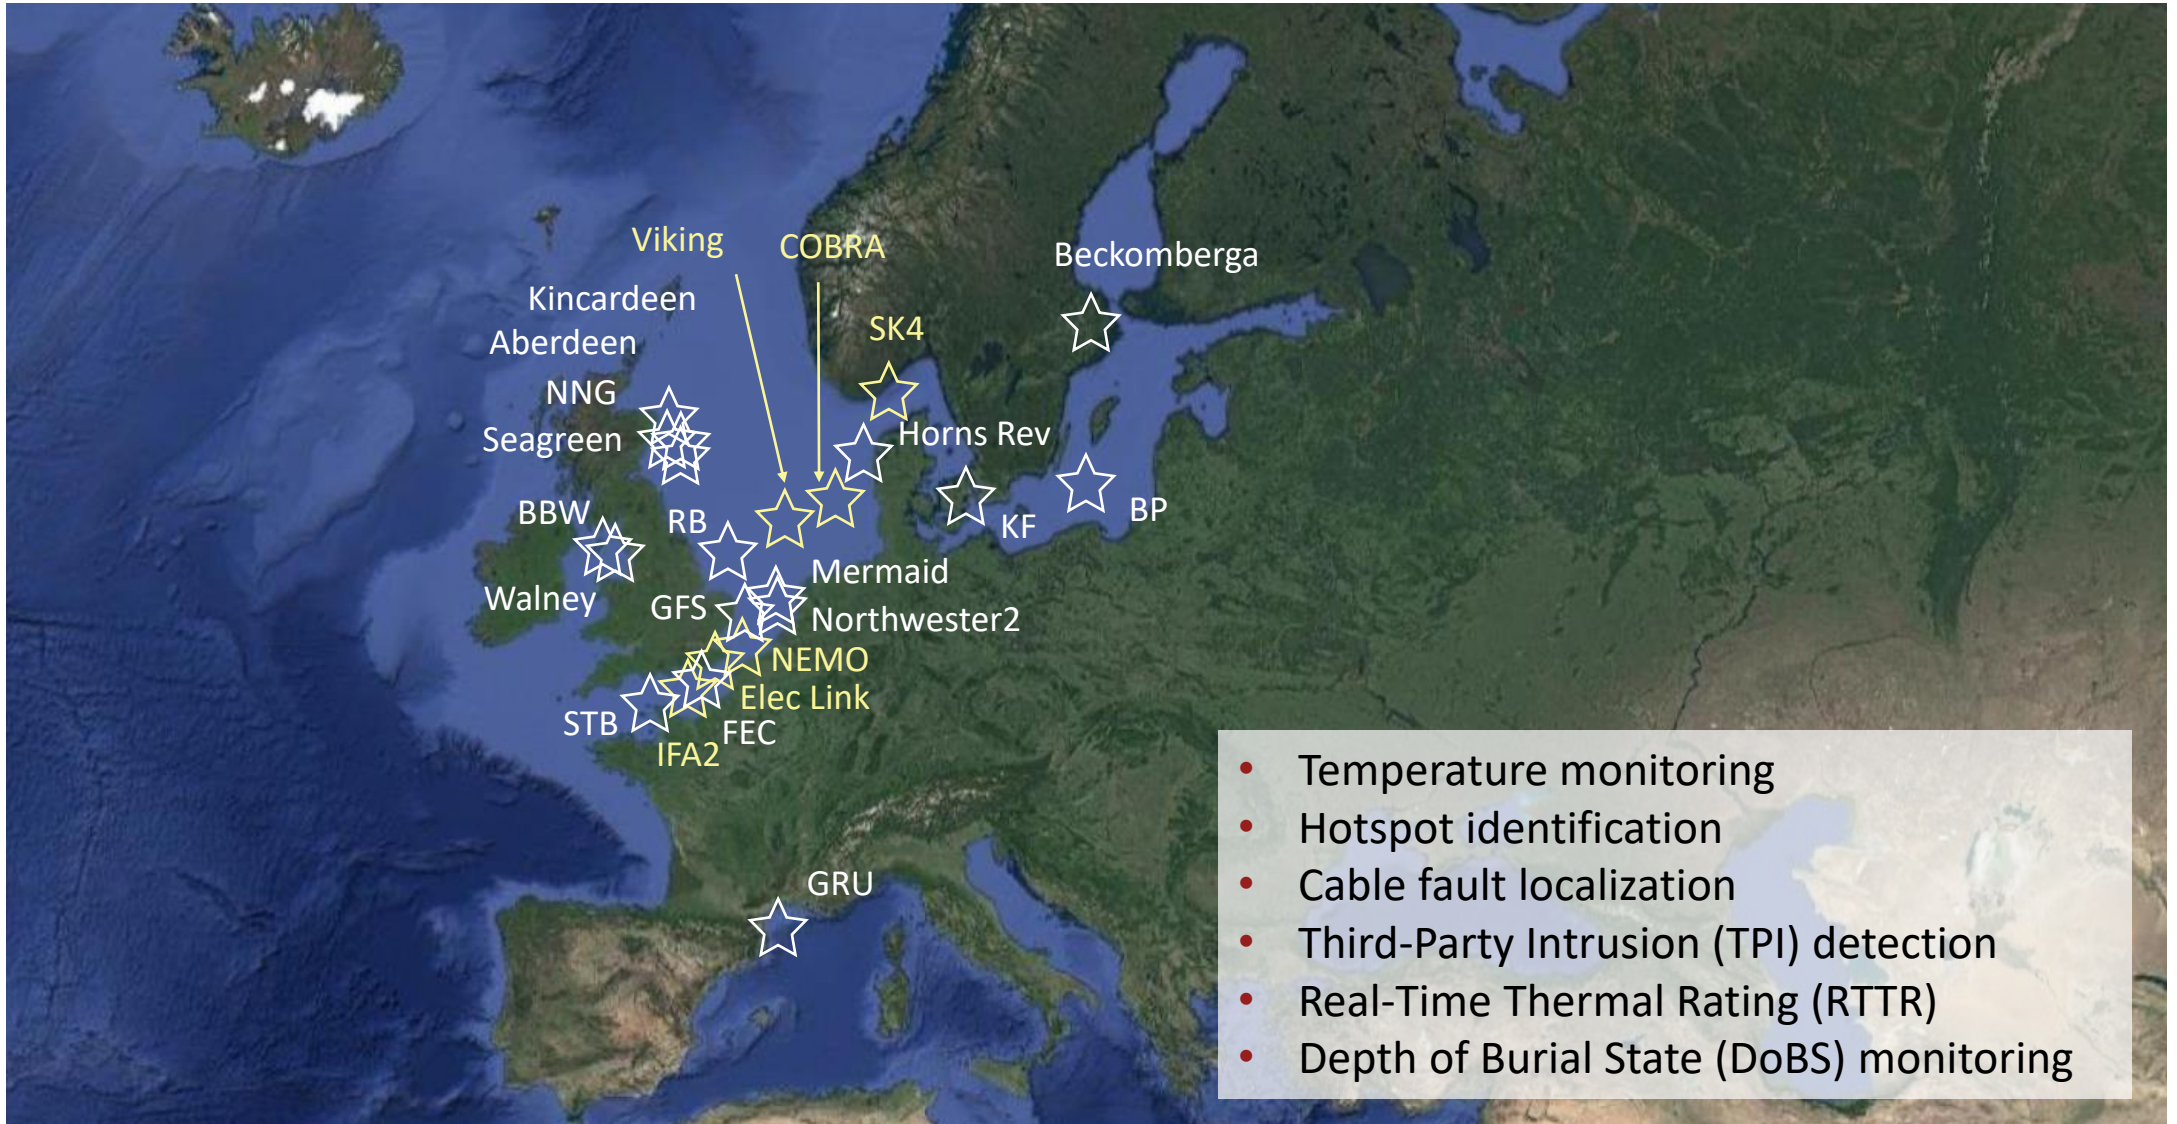 Viking
COBRA
Beckomberga
Kincardeen
SK4
Aberdeen
NNG
Horns Rev
Seagreen
BBW
RB
BP
KF
Mermaid
Walney
GFS
Northwester2
NEMO
Elec Link
STB
FEC
IFA2
GRU
• Temperature monitoring
• Hotspot identification
• Cable fault localization
• Third-Party Intrusion (TPI) detection
• Real-Time Thermal Rating (RTTR)
• Depth of Burial State (DoBS) monitoring